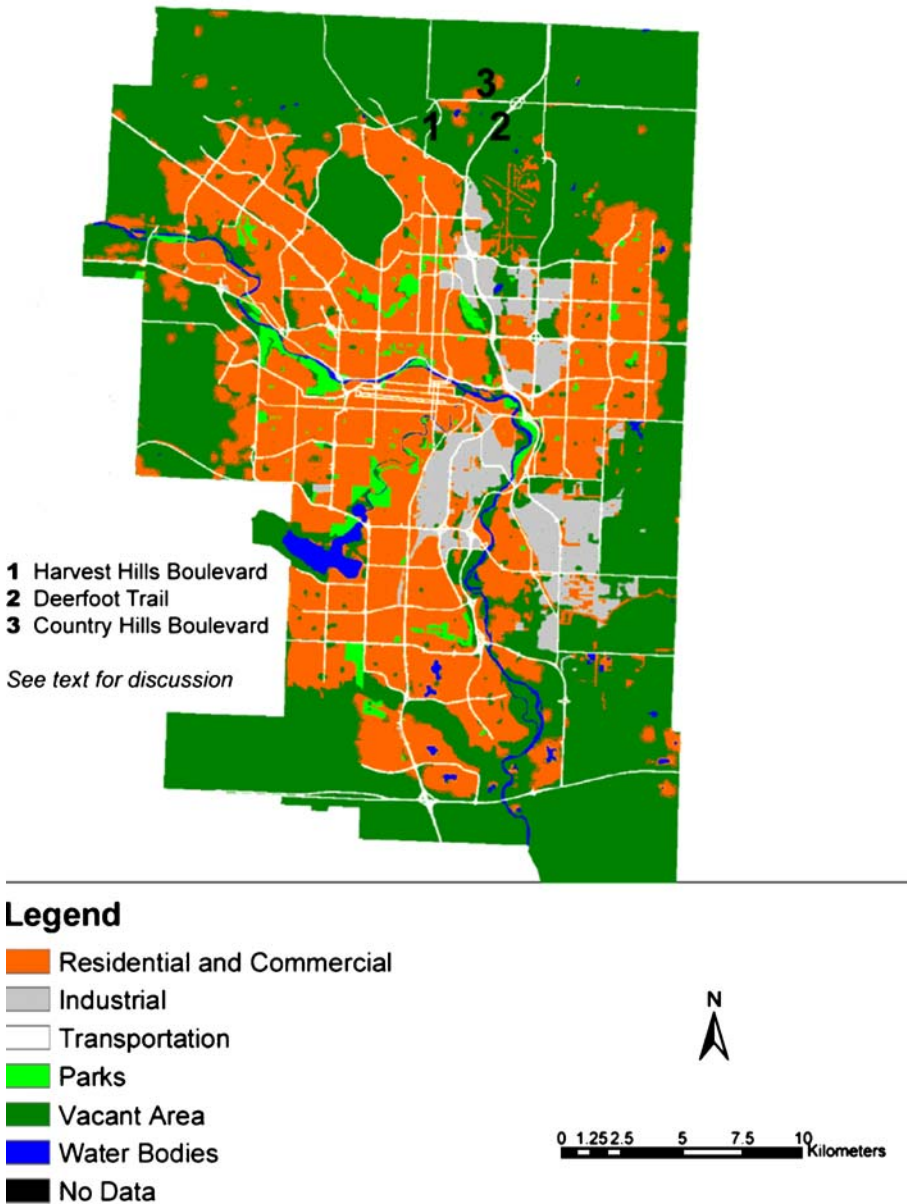 3
1 2
1 Harvest Hills Boulevard
2 Deerfoot Trail
3 Country Hills Boulevard
See text for discussion
Legend
Residential and Commercial
Industrial
Transportation
Parks
Vacant Area
Water Bodies
No Data
N
0 1.25 2.5 5 7.5 10
Kilometers